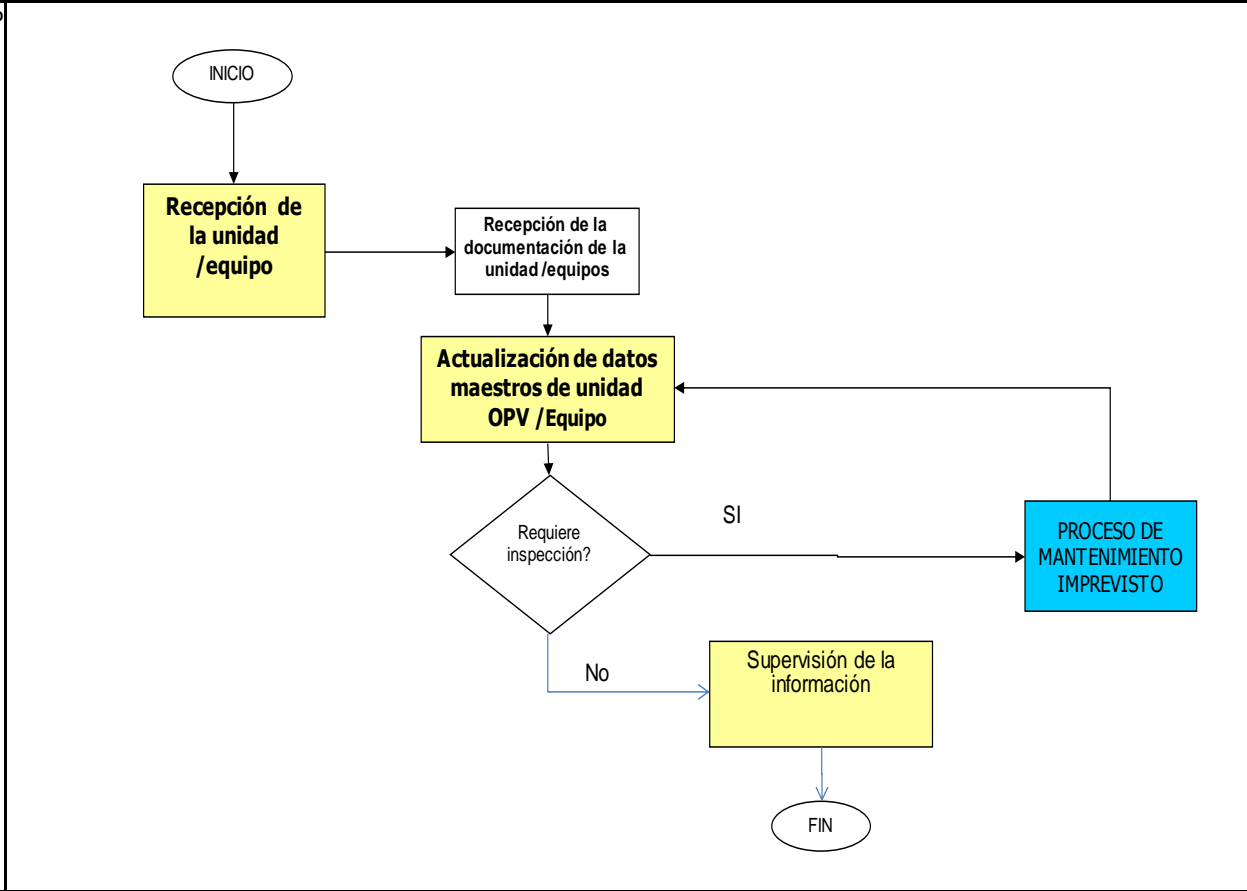 INICIO
Recepción de
la unidad
/equipo
Recepción de la
documentación de la
unidad /equipos
Actualización de datos
maestros de unidad
OPV /Equipo
Requiere
inspección?
SI
PROCESO DE
MANTENIMIENTO
IMPREVISTO
No
Supervisión de la
información
FIN